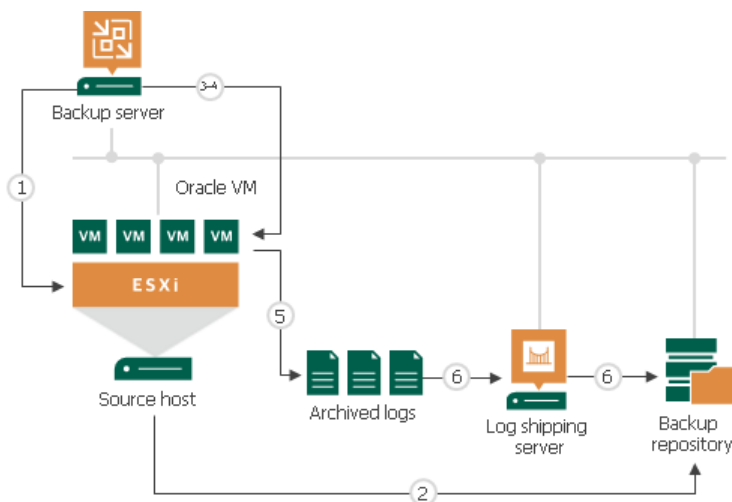 3-4
Backup server
1
Oracle VM
VM VM VM VM
ESXi
5
6
6
Source host
Archived logs
Log shipping
server
Backup
repository
2